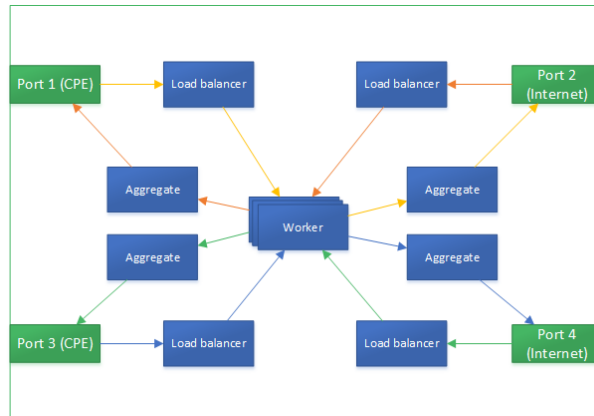 Port 1 (CPE)
Load balancer
Load balancer
Port 2
(Internet)
Aggregate
Aggregate
Worker
Aggregate
Aggregate
Port 3 (CPE)
Load balancer
Load balancer
Port 4
(Internet)